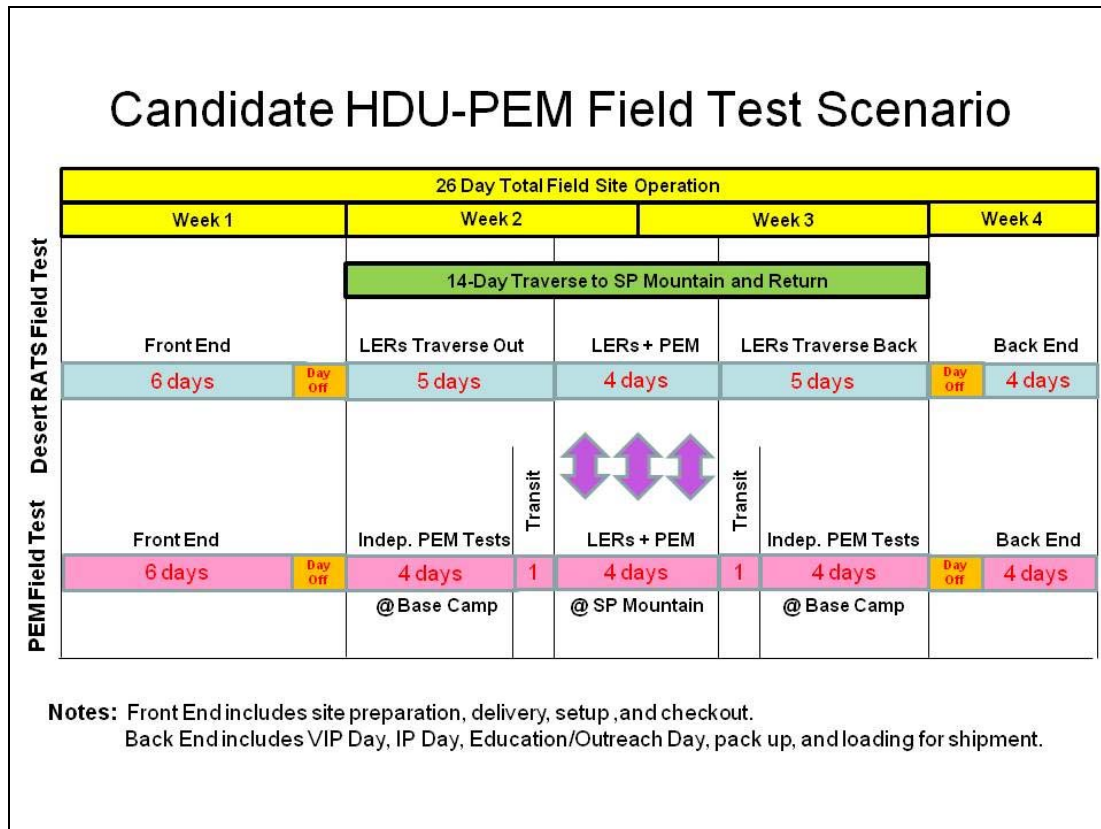 Candidate HDU-PEM Field Test Scenario
26 Day Total Field Site Operation
Week 1 Week 2 Week 3 Week 4
14-Day Traverse to SP Mountain and Return
Desert RATS Field Test
Front End LERs Traverse Out LERs + PEM LERs Traverse Back Back End
6 days Day Off 5 days 4 days 5 days Day Off 4 days
PEM Field Test
Transit Transit
Front End Indep. PEM Tests LERs + PEM Indep. PEM Tests Back End
6 days Day Off 4 days 1 4 days 1 4 days Day Off 4 days
@ Base Camp @ SP Mountain @ Base Camp
Notes: Front End includes site preparation, delivery, setup ,and checkout.
Back End includes VIP Day, IP Day, Education/Outreach Day, pack up, and loading for shipment.